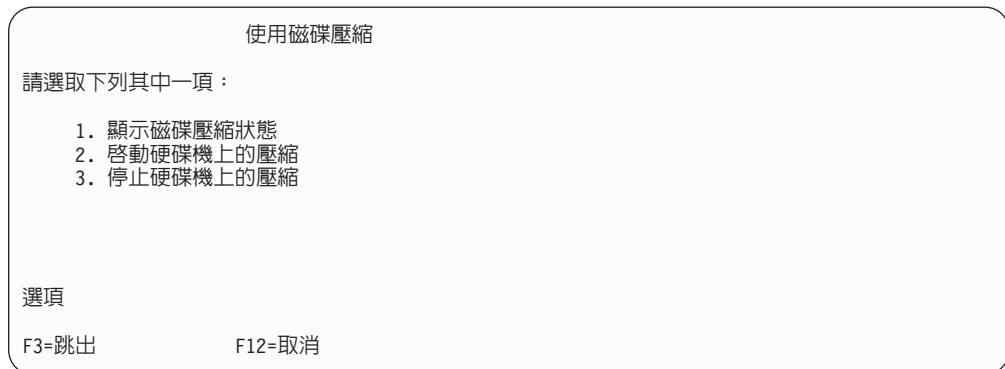 使用磁碟壓縮
請選取下列其中一項：
1. 顯示磁碟壓縮狀態
2. 啓動硬碟機上的壓縮
3. 停止硬碟機上的壓縮
選項
F3=跳出 F12=取消